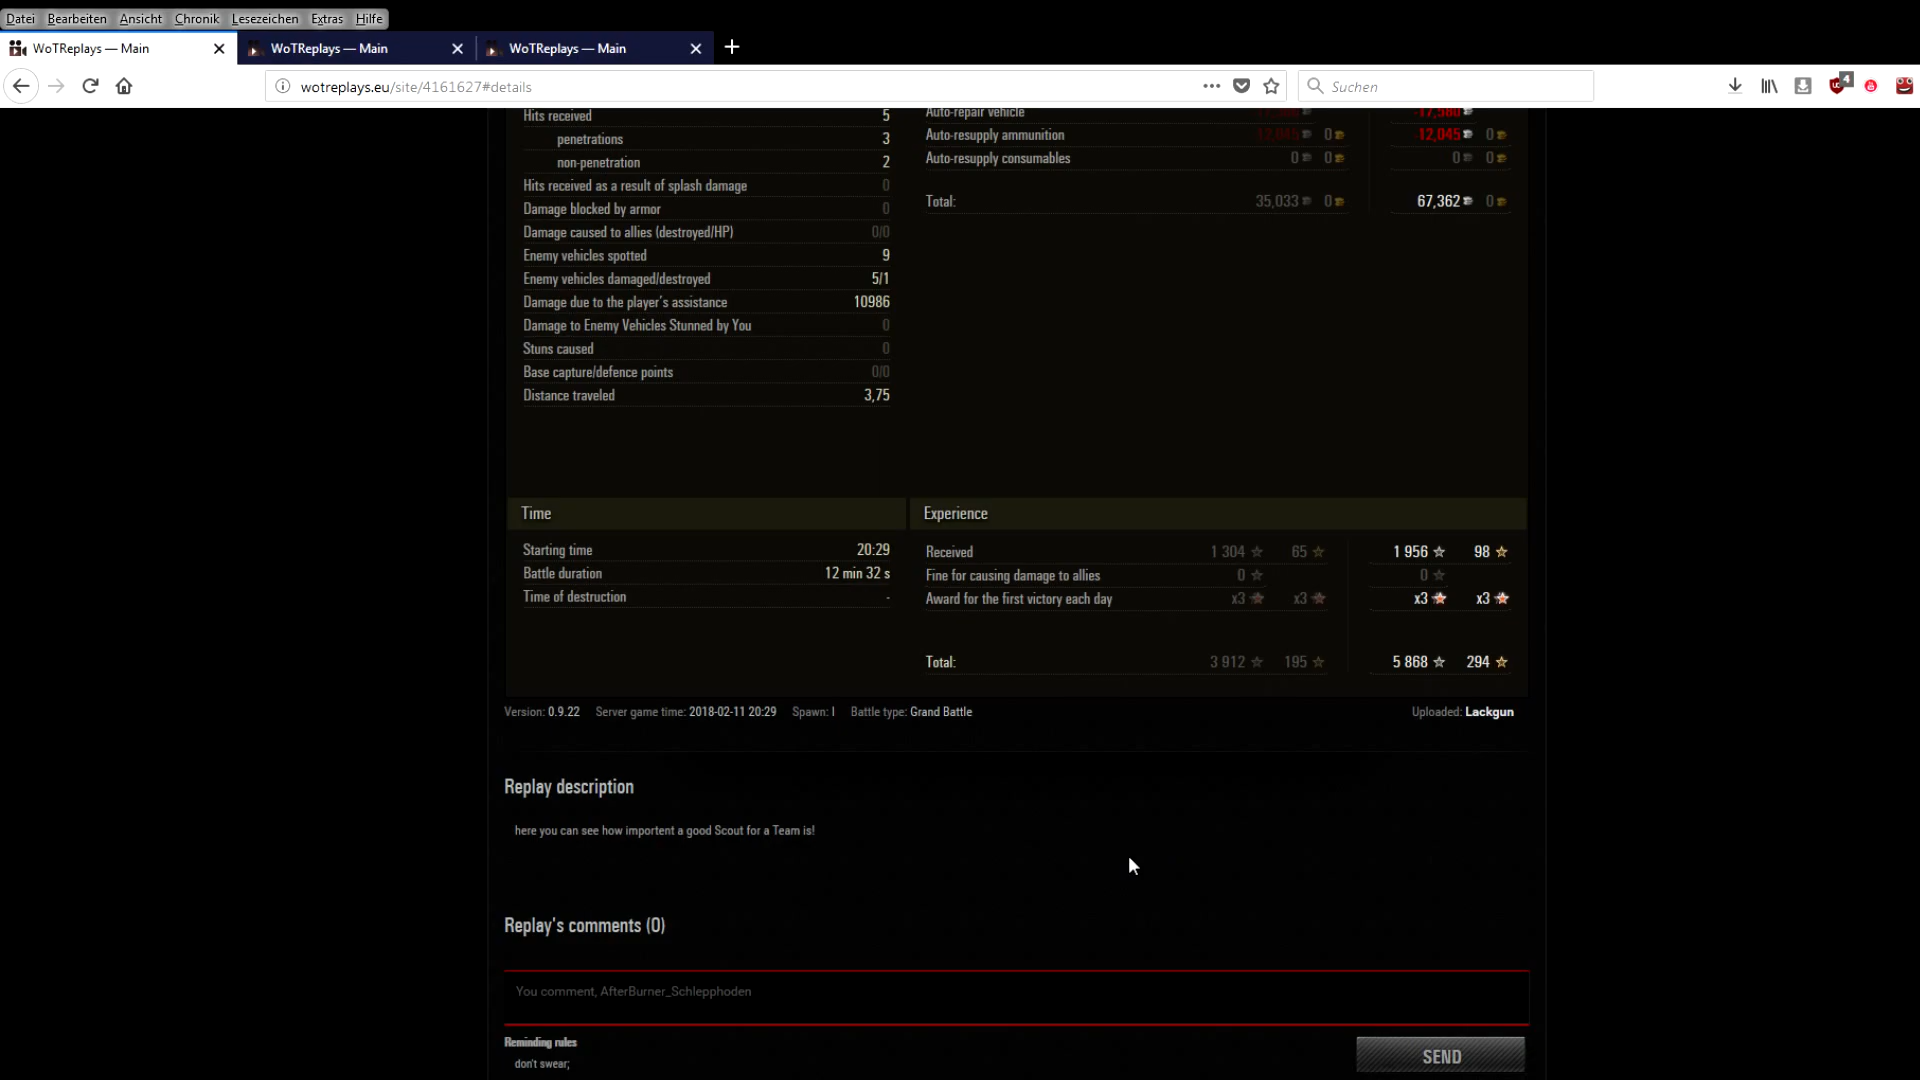 Datei Bearbeiten Ansicht Chronik Lesezeichen Extras Hilfe
WoTReplays — Main WoTReplays — Main WoTReplays — Main
wotreplays.eu/site/4161627#details Suchen 4
Hits received 5 Auto-repair vehicle -17,580
penetrations 3 Auto-resupply ammunition -12,045 0 -12,045 0
non-penetration 2 Auto-resupply consumables 0 0 0 0
Hits received as a result of splash damage 0
Damage blocked by armor 0 Total: 35,033 0 67,362 0
Damage caused to allies (destroyed/HP) 0/0
Enemy vehicles spotted 9
Enemy vehicles damaged/destroyed 5/1
Damage due to the player's assistance 10986
Damage to Enemy Vehicles Stunned by You 0
Stuns caused 0
Base capture/defence points 0/0
Distance traveled 3,75
Time Experience
Starting time 20:29 Received 1 304 65 1 956 98
Battle duration 12 min 32 s Fine for causing damage to allies 0 0
Time of destruction - Award for the first victory each day x3 x3 x3 x3
Total: 3 912 195 5 868 294
Version: 0.9.22 Server game time: 2018-02-11 20:29 Spawn: I Battle type: Grand Battle Uploaded: Lackgun
Replay description
here you can see how importent a good Scout for a Team is!
Replay's comments (0)
You comment, AfterBurner_Schlepphoden
Reminding rules SEND
don't swear;